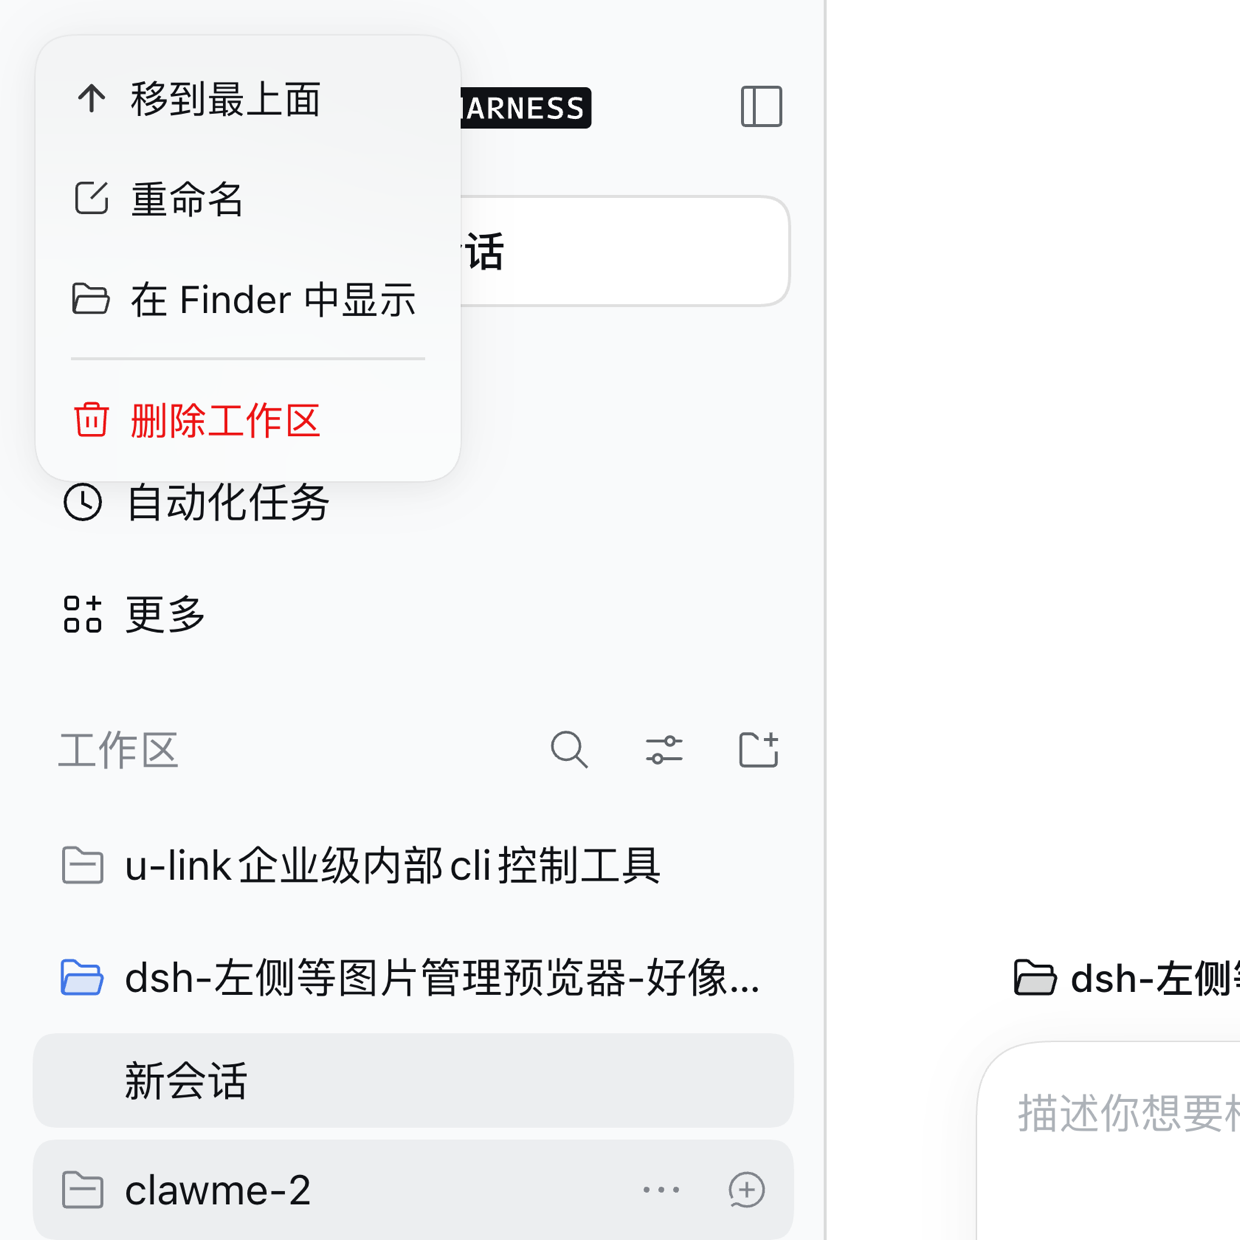 移到最上面
重命名
在 Finder 中显示
删除工作区
ARNESS
话
自动化任务
更多
工作区
u-link企业级内部cli控制工具
dsh-左侧等图片管理预览器-好像...
新会话
clawme-2
dsh-左侧
描述你想要